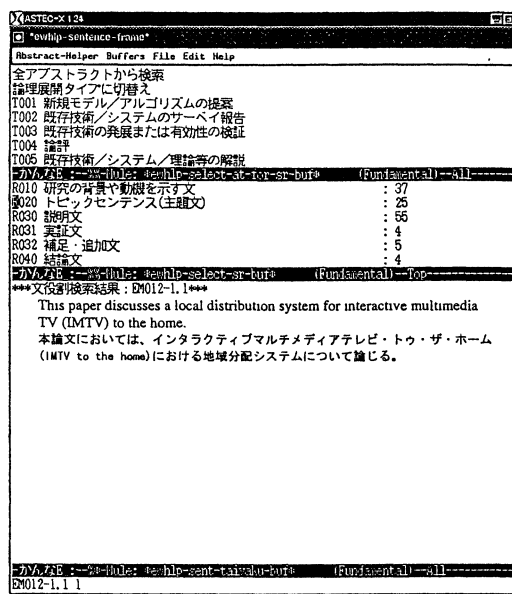 ASTEC-X 1.24
*ewhlp-sentence-frame*
Abstract-Helper Buffers File Edit Help
全アブストラクトから検索
論理展開タイプに切替え
T001 新規モデル／アルゴリズムの提案
T002 既存技術／システムのサーベイ報告
T003 既存技術の発展または有効性の検証
T004 論評
T005 既存技術／システム／理論等の解説
-かんなE :--%%-Mule: *ewhlp-select-at-for-sr-buf* (Fundamental)--All----------
R010 研究の背景や動機を示す文 : 37
R020 トピックセンテンス(主題文) : 25
R030 説明文 : 55
R031 実証文 : 4
R032 補足・追加文 : 5
R040 結論文 : 4
-かんなE :--%%-Mule: *ewhlp-select-sr-buf* (Fundamental)--Top----------
***文役割検索結果：EM012-1.1***
This paper discusses a local distribution system for interactive multimedia
TV (IMTV) to the home.
本論文においては、インタラクティブマルチメディアテレビ・トゥ・ザ・ホーム
(IMTV to the home)における地域分配システムについて論じる。
-かんなE :--%*-Mule: *ewhlp-sent-taiyaku-buf* (Fundamental)--All----------
EM012-1.1 1